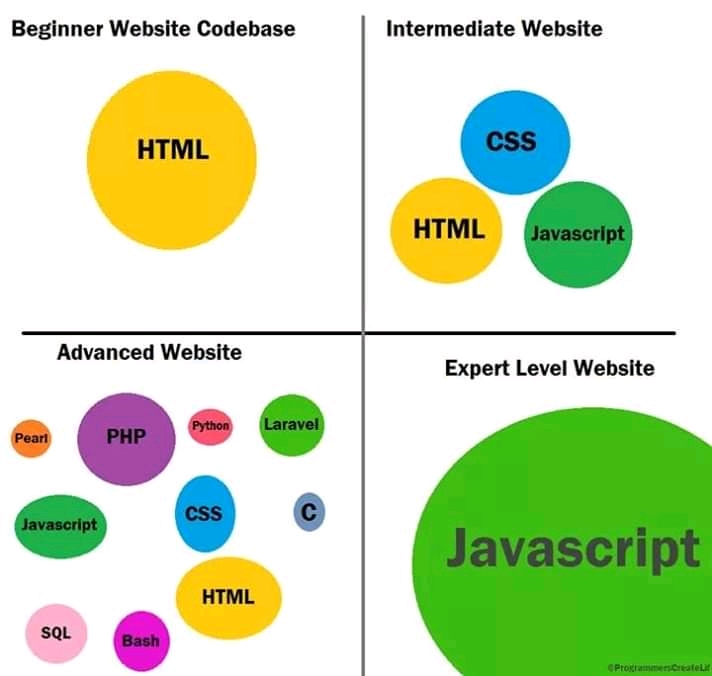 Beginner Website Codebase
HTML
Intermediate Website
CSS
HTML
Javascript
Advanced Website
Pearl
PHP
Python
Laravel
Javascript
CSS
C
HTML
SQL
Bash
Expert Level Website
Javascript
©ProgrammersCreateLif